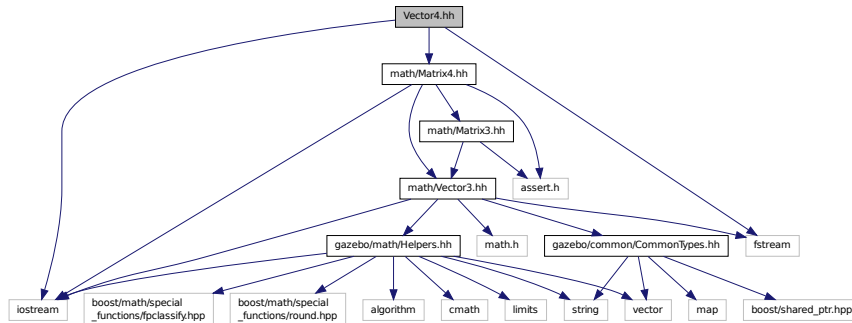 Vector4.hh
math/Matrix4.hh
math/Matrix3.hh
math/Vector3.hh
assert.h
gazebo/math/Helpers.hh
math.h
gazebo/common/CommonTypes.hh
fstream
iostream
boost/math/special
_functions/fpclassify.hpp
boost/math/special
_functions/round.hpp
algorithm
cmath
limits
string
vector
map
boost/shared_ptr.hpp